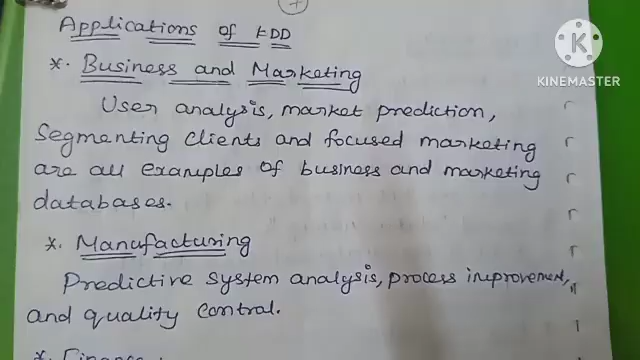 Applications of KDD
*. Business and Marketing
User analysis, market prediction,
Segmenting clients and focused marketing
are all examples of business and marketing
databases.
*. Manufacturing
Predictive system analysis, process improvement,
and quality control.
*. Finance :
KINEMASTER